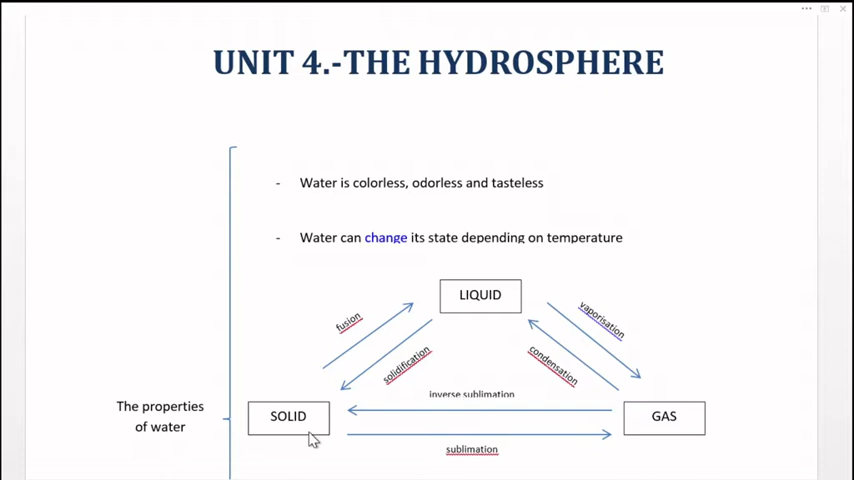 UNIT 4.-THE HYDROSPHERE
- Water is colorless, odorless and tasteless
- Water can change its state depending on temperature
LIQUID
fusion
solidification
vaporisation
condensation
inverse sublimation
The properties
of water
SOLID
GAS
sublimation